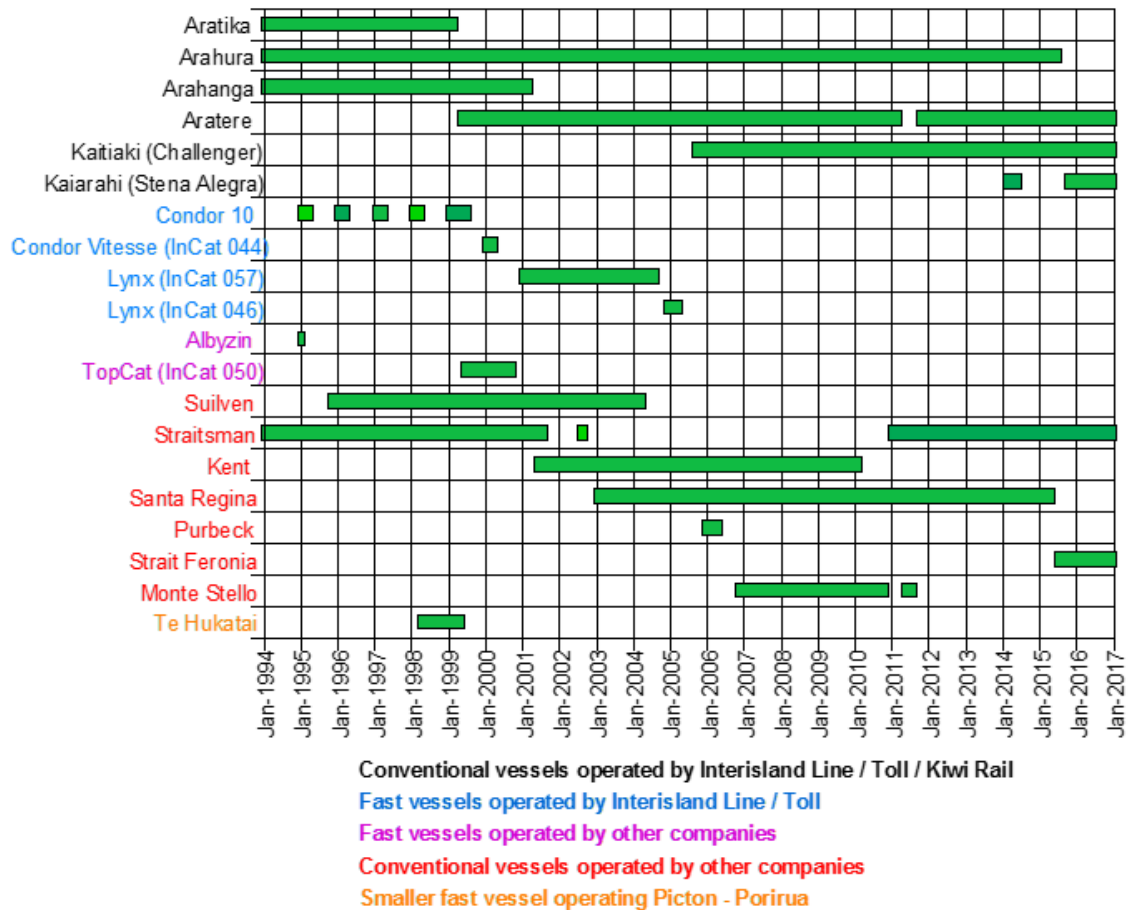 Aratika
Arahura
Arahanga
Aratere
Kaitiaki (Challenger)
Kaiarahi (Stena Alegra)
Condor 10
Condor Vitesse (InCat 044)
Lynx (InCat 057)
Lynx (InCat 046)
Albyzin
TopCat (InCat 050)
Suilven
Straitsman
Kent
Santa Regina
Purbeck
Strait Feronia
Monte Stello
Te Hukatai
Jan-1994
Jan-1995
Jan-1996
Jan-1997
Jan-1998
Jan-1999
Jan-2000
Jan-2001
Jan-2002
Jan-2003
Jan-2004
Jan-2005
Jan-2006
Jan-2007
Jan-2008
Jan-2009
Jan-2010
Jan-2011
Jan-2012
Jan-2013
Jan-2014
Jan-2015
Jan-2016
Jan-2017
Conventional vessels operated by Interisland Line / Toll / Kiwi Rail
Fast vessels operated by Interisland Line / Toll
Fast vessels operated by other companies
Conventional vessels operated by other companies
Smaller fast vessel operating Picton - Porirua